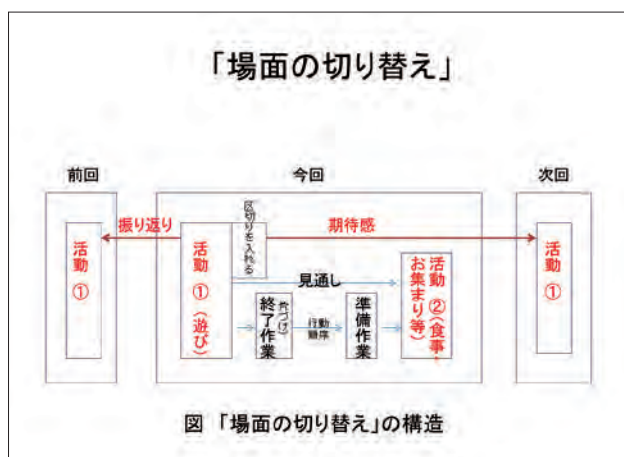 「場面の切り替え」
前回
今回
次回
活動 ①
振り返り
活動 ①(遊び)
区切りを入れる
期待感
見通し
終了作業
(片づけ)
行動
順序
準備作業
活動 ②(食事・
お集まり等)
活動 ①
図 「場面の切り替え」の構造